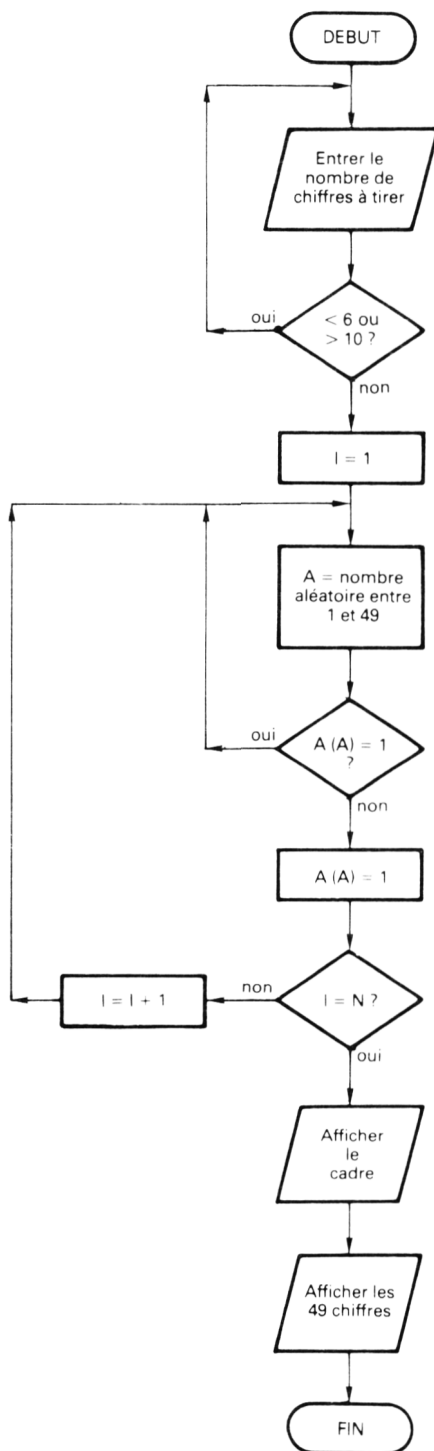 DEBUT
Entrer le
nombre de
chiffres à tirer
oui
< 6 ou
> 10 ?
non
I = 1
A = nombre
aléatoire entre
1 et 49
oui
A (A) = 1
?
non
A (A) = 1
I = I + 1
non
I = N ?
oui
Afficher
le
cadre
Afficher les
49 chiffres
FIN